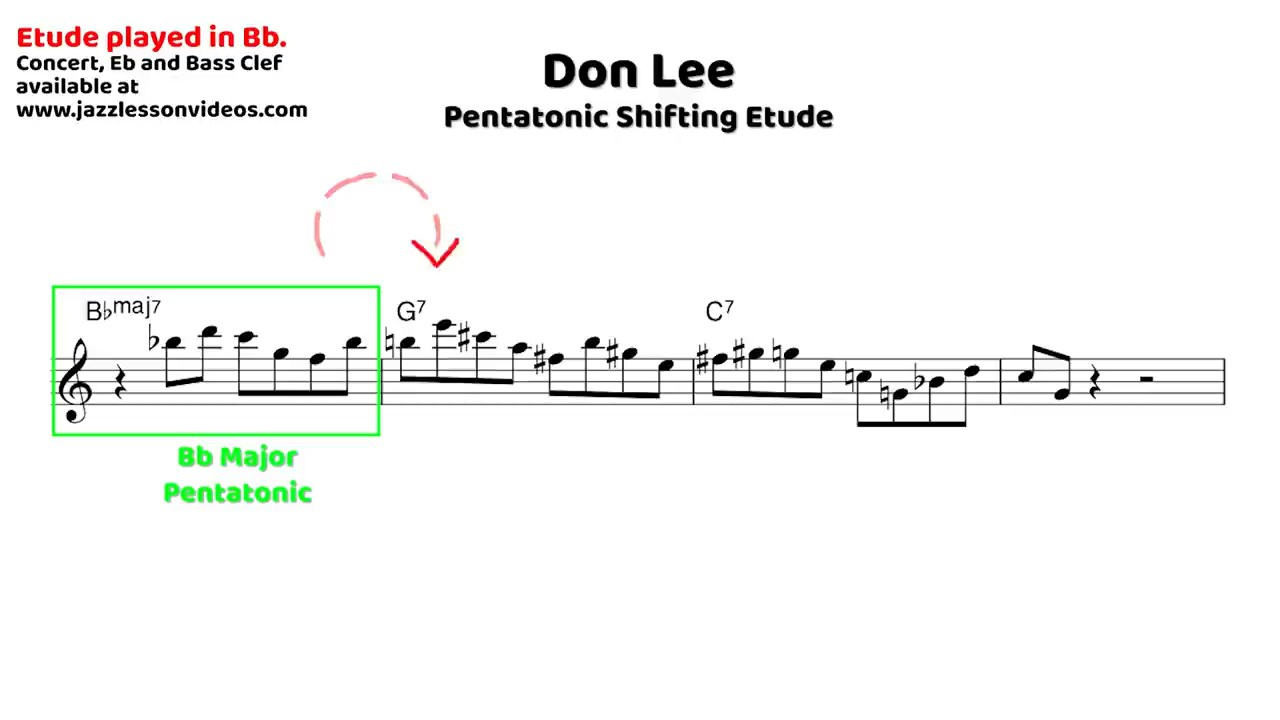 Etude played in Bb.
Concert, Eb and Bass Clef
available at
www.jazzlessonvideos.com
Don Lee
Pentatonic Shifting Etude
B♭maj7 G7 C7
Bb Major
Pentatonic